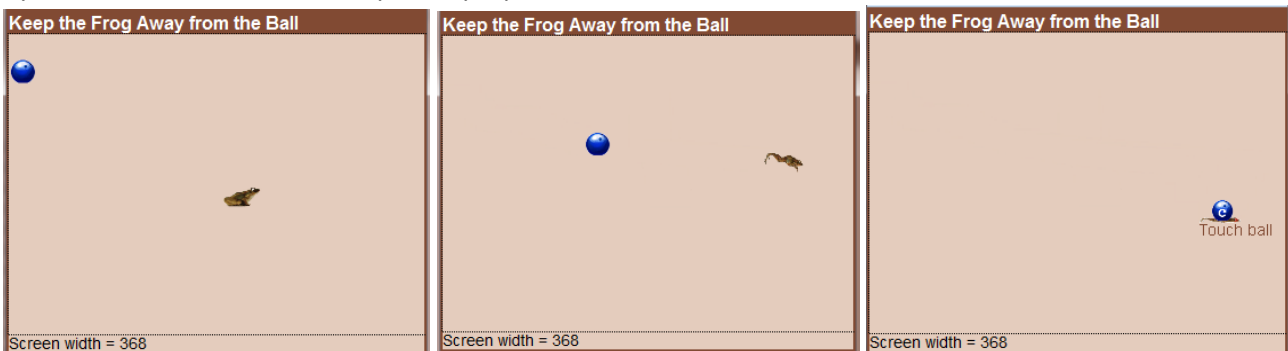 Keep the Frog Away from the Ball
Screen width = 368
Keep the Frog Away from the Ball
Screen width = 368
Keep the Frog Away from the Ball
Touch ball
Screen width = 368